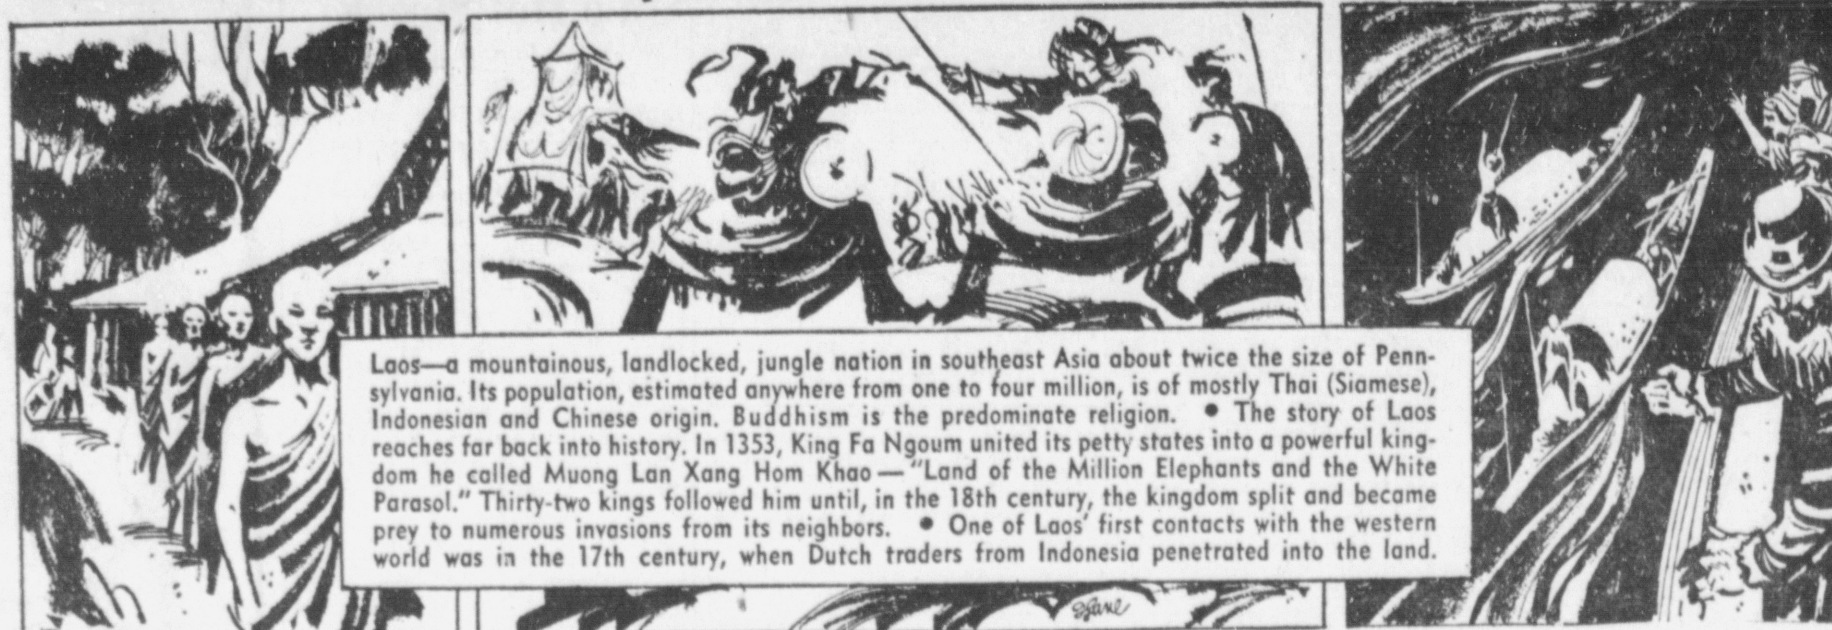 Laos—a mountainous, landlocked, jungle nation in southeast Asia about twice the size of Penn-
sylvania. Its population, estimated anywhere from one to four million, is of mostly Thai (Siamese),
Indonesian and Chinese origin. Buddhism is the predominate religion. • The story of Laos
reaches far back into history. In 1353, King Fa Ngoum united its petty states into a powerful king-
dom he called Muong Lan Xang Hom Khao — "Land of the Million Elephants and the White
Parasol." Thirty-two kings followed him until, in the 18th century, the kingdom split and became
prey to numerous invasions from its neighbors. • One of Laos' first contacts with the western
world was in the 17th century, when Dutch traders from Indonesia penetrated into the land.